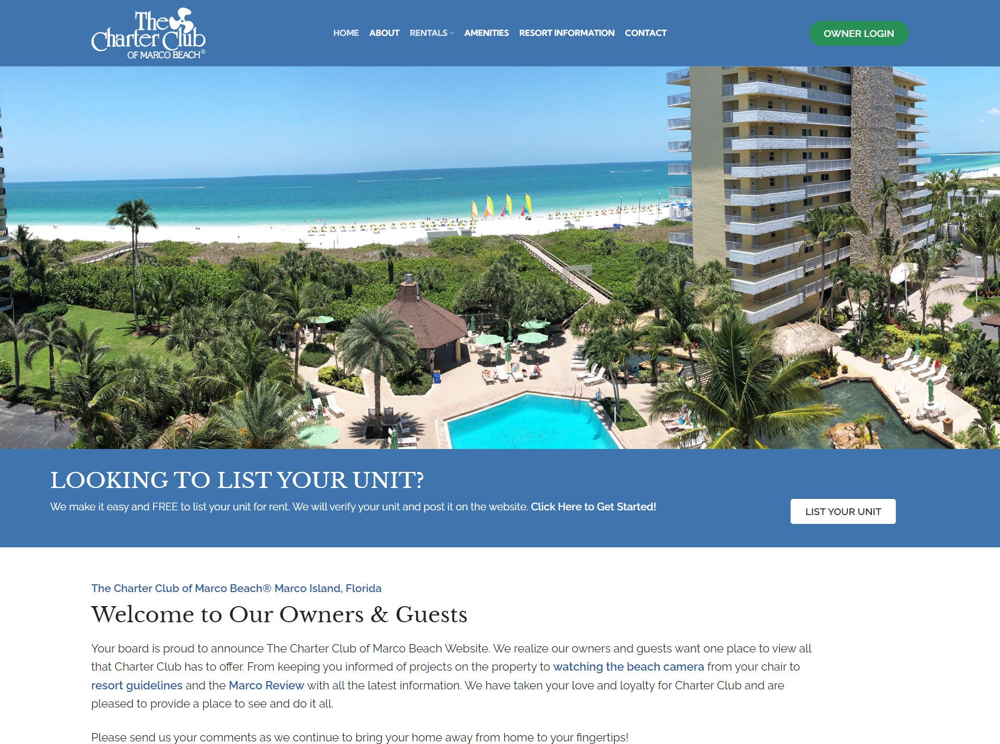 The
Charter Club
OF MARCO BEACH®
HOME ABOUT RENTALS AMENITIES RESORT INFORMATION CONTACT
OWNER LOGIN
LOOKING TO LIST YOUR UNIT?
We make it easy and FREE to list your unit for rent. We will verify your unit and post it on the website. Click Here to Get Started!
LIST YOUR UNIT
The Charter Club of Marco Beach® Marco Island, Florida
Welcome to Our Owners & Guests
Your board is proud to announce The Charter Club of Marco Beach Website. We realize our owners and guests want one place to view all
that Charter Club has to offer. From keeping you informed of projects on the property to watching the beach camera from your chair to
resort guidelines and the Marco Review with all the latest information. We have taken your love and loyalty for Charter Club and are
pleased to provide a place to see and do it all.
Please send us your comments as we continue to bring your home away from home to your fingertips!